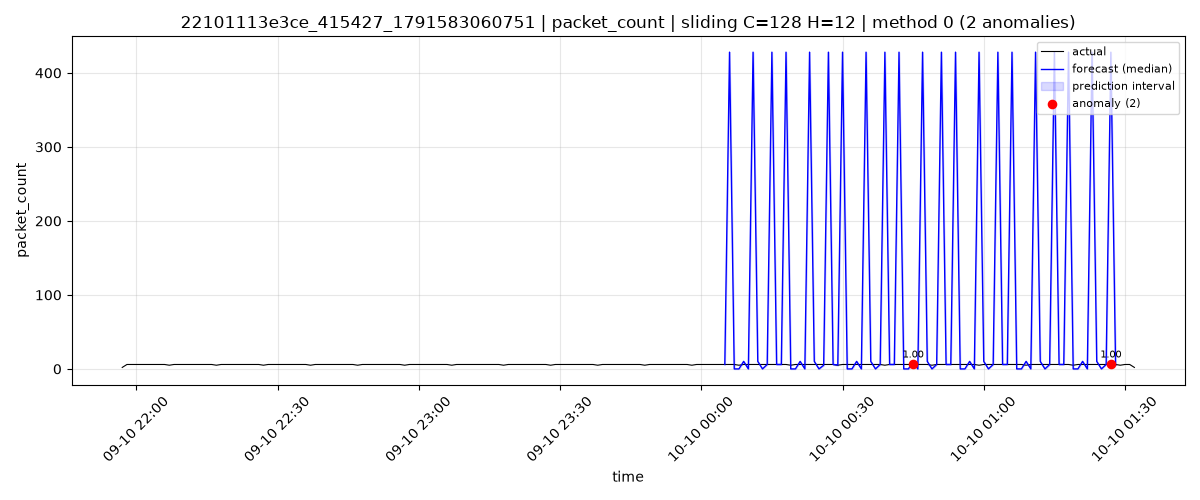 22101113e3ce_415427_1791583060751 | packet_count | sliding C=128 H=12 | method 0 (2 anomalies)
actual
forecast (median)
prediction interval
anomaly (2)
packet_count
400
300
200
100
0
1.00
1.00
09-10 22:00
09-10 22:30
09-10 23:00
09-10 23:30
10-10 00:00
10-10 00:30
10-10 01:00
10-10 01:30
time